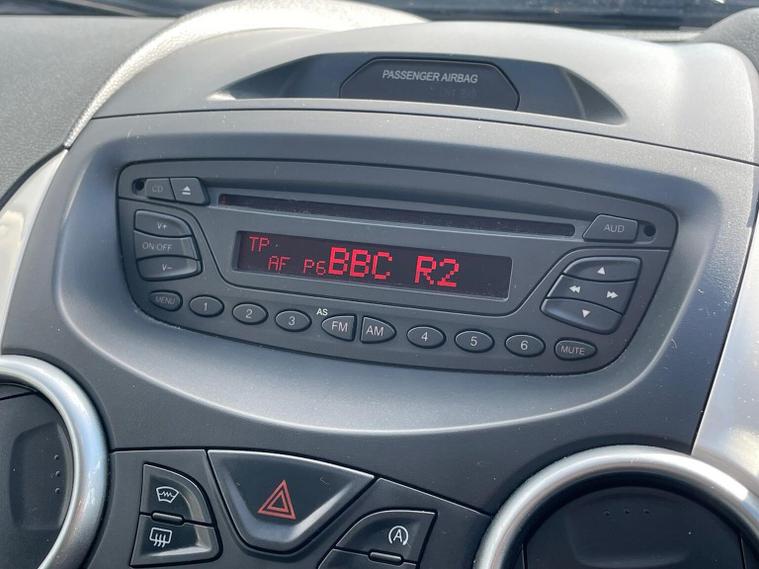 PASSENGER AIRBAG
CD
AUD
V+
ON·OFF
V–
TP
AF P6 BBC R2
MENU
1
2
3
AS
FM
AM
4
5
6
MUTE
A